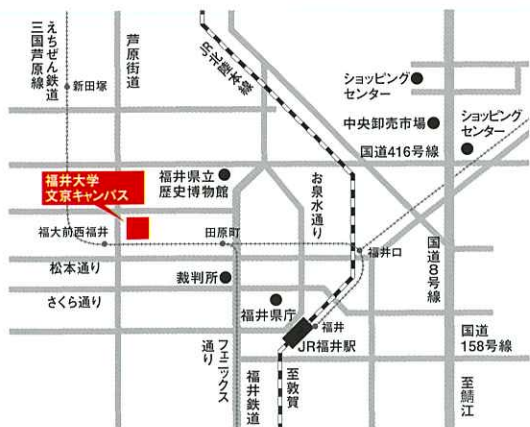 えちぜん鉄道
三国芦原線
芦原街道
新田塚
JR北陸本線
ショッピング
センター
中央卸売市場
ショッピング
センター
国道416号線
福井大学
文京キャンパス
福井県立
歴史博物館
お泉水通り
福大前西福井
田原町
福井口
松本通り
裁判所
国道8号線
さくら通り
福井県庁
福井
JR福井駅
フェニックス
通り
国道
158号線
福井鉄道
至敦賀
至鯖江